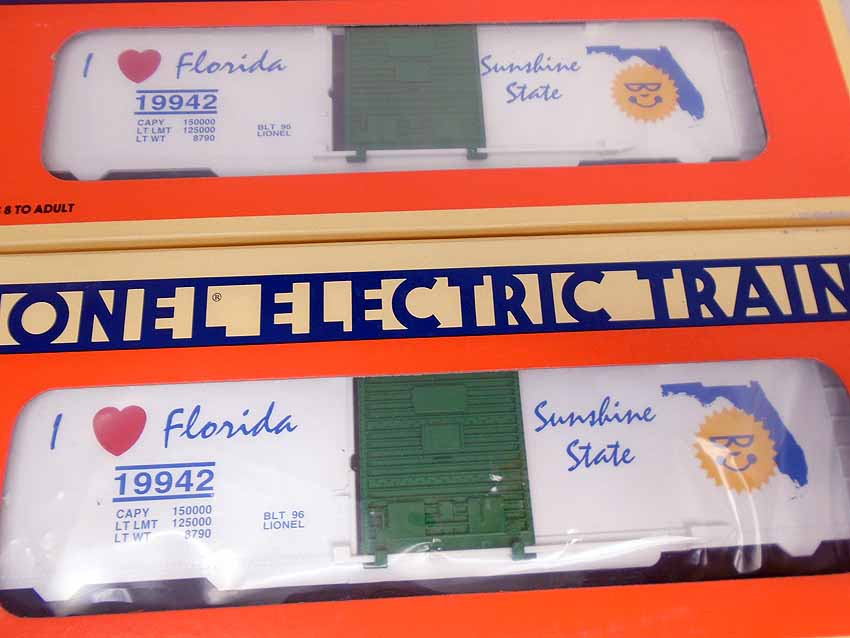 I ❤ Florida
19942
CAPY 150000
LT LMT 125000
LT WT 8790
BLT 96
LIONEL
Sunshine
State
8 TO ADULT
IONEL® ELECTRIC TRAIN
I ❤ Florida
19942
CAPY 150000
LT LMT 125000
LT WT 8790
BLT 96
LIONEL
Sunshine
State